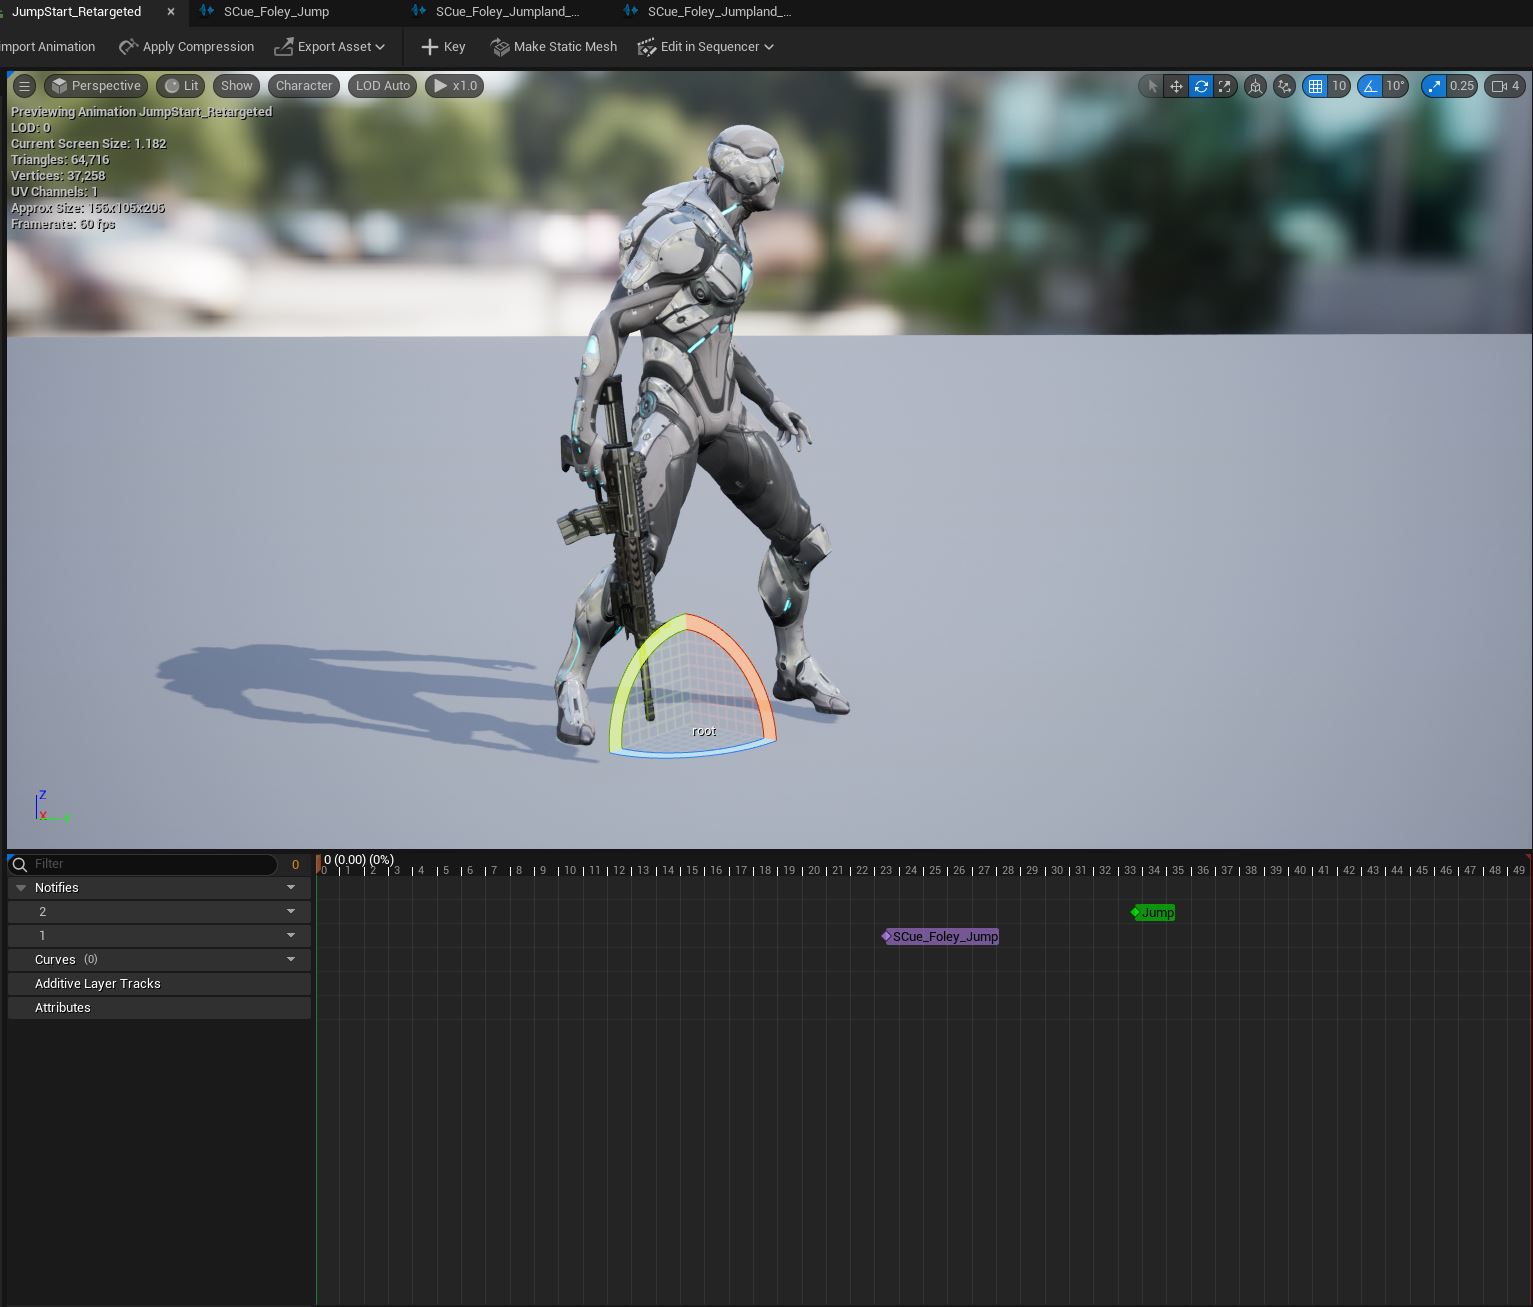 JumpStart_Retargeted
SCue_Foley_Jump
SCue_Foley_Jumpland_...
SCue_Foley_Jumpland_...
mport Animation
Apply Compression
Export Asset
Key
Make Static Mesh
Edit in Sequencer
Perspective
Lit
Show
Character
LOD Auto
x1.0
10
10°
0.25
4
Previewing Animation JumpStart_Retargeted
LOD: 0
Current Screen Size: 1.182
Triangles: 64,716
Vertices: 37,258
UV Channels: 1
Approx Size: 156x105x206
Framerate: 60 fps
root
Z
X
Y
Filter
0
0 (0.00) (0%)
0 1 2 3 4 5 6 7 8 9 10 11 12 13 14 15 16 17 18 19 20 21 22 23 24 25 26 27 28 29 30 31 32 33 34 35 36 37 38 39 40 41 42 43 44 45 46 47 48 49
Notifies
2
Jump
1
SCue_Foley_Jump
Curves (0)
Additive Layer Tracks
Attributes